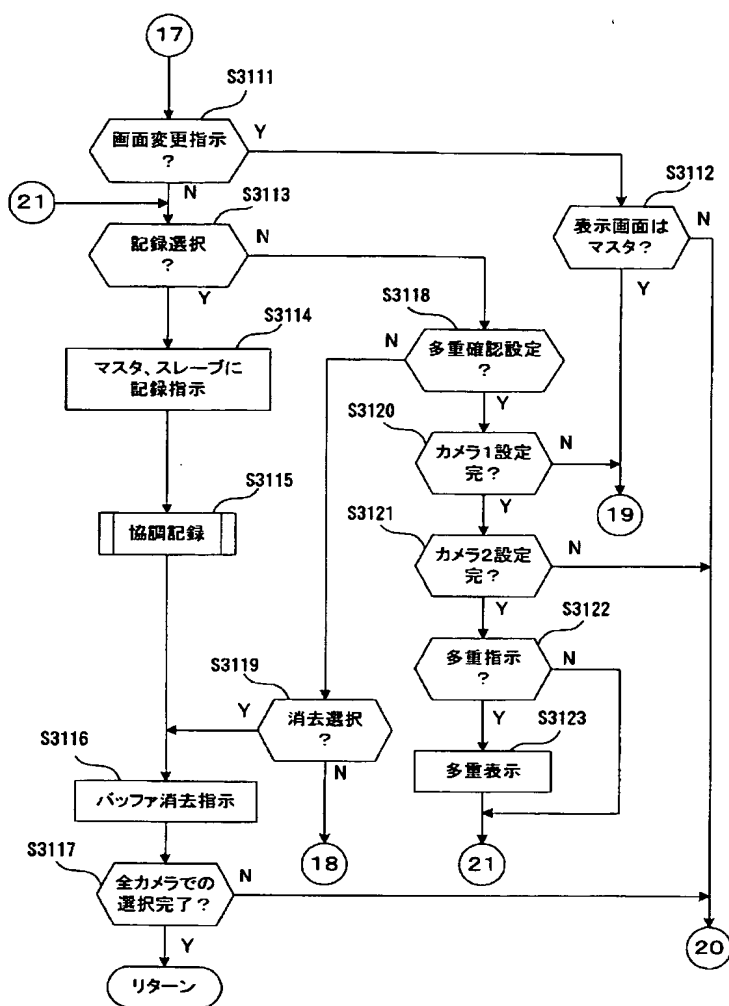 17
S3111
画面変更指示
?
Y
N
21
S3113
記録選択
?
N
Y
S3112
表示画面は
マスタ?
N
Y
S3114
マスタ、スレーブに
記録指示
S3118
多重確認設定
?
N
Y
S3120
カメラ1設定
完?
N
Y
19
S3115
協調記録
S3121
カメラ2設定
完?
N
Y
S3122
多重指示
?
N
Y
S3119
消去選択
?
Y
N
S3123
多重表示
S3116
バッファ消去指示
18
21
S3117
全カメラでの
選択完了?
N
Y
20
リターン